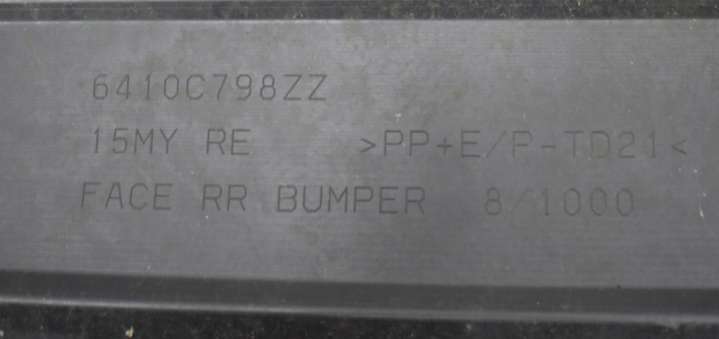 6410C798ZZ
15MY RE >PP+E/P-TD21<
FACE RR BUMPER 8/1000